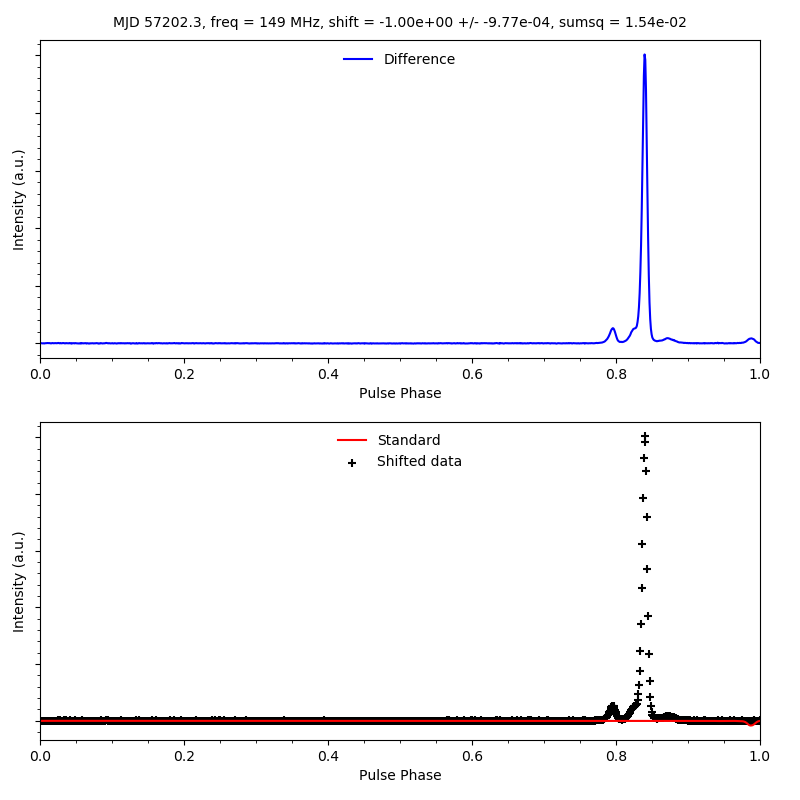 MJD 57202.3, freq = 149 MHz, shift = -1.00e+00 +/- -9.77e-04, sumsq = 1.54e-02
Difference
Intensity (a.u.)
0.0 0.2 0.4 0.6 0.8 1.0
Pulse Phase
Standard
Shifted data
Intensity (a.u.)
0.0 0.2 0.4 0.6 0.8 1.0
Pulse Phase